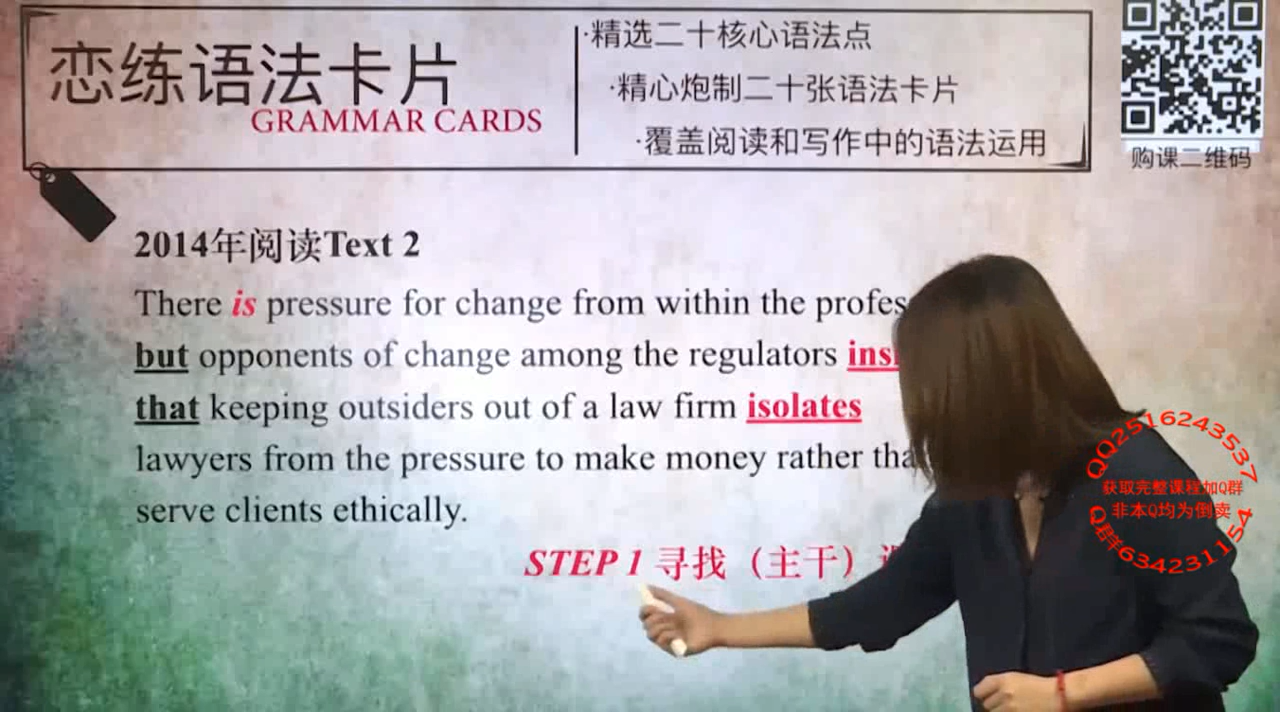 恋练语法卡片
GRAMMAR CARDS
·精选二十核心语法点
·精心炮制二十张语法卡片
·覆盖阅读和写作中的语法运用
购课二维码
2014年阅读Text 2
There is pressure for change from within the
but opponents of change among the regulators
that keeping outsiders out of a law firm isolates
lawyers from the pressure to make money rather
serve clients ethically.
STEP 1 寻找（主干）
QQ2516243537
获取完整课程加Q群
非本Q均为倒卖
Q群634231154